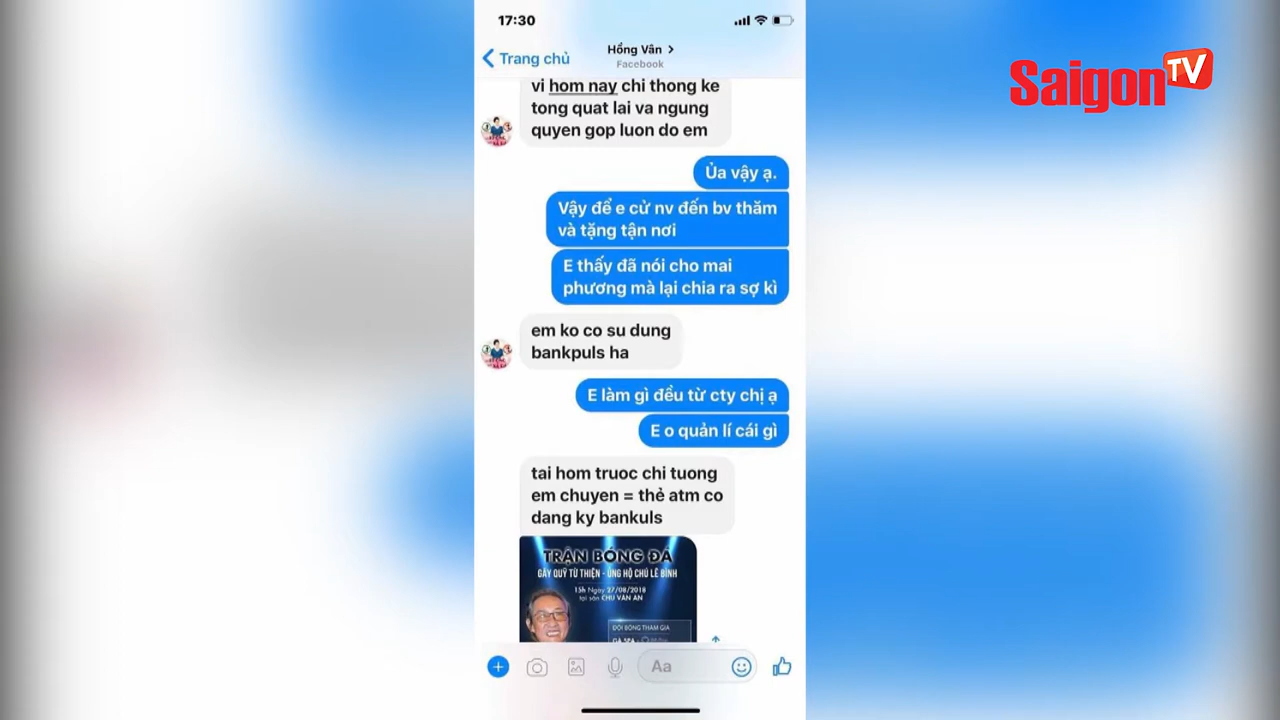 17:30
Trang chủ
Hồng Vân
Facebook
Saigon TV
vi hom nay chi thong ke
tong quat lai va ngung
quyen gop luon do em
Ủa vậy ạ.
Vậy để e cử nv đến bv thăm
và tặng tận nơi
E thấy đã nói cho mai
phương mà lại chia ra sợ kì
em ko co su dung
bankpuls ha
E làm gì đều từ cty chị ạ
E o quản lí cái gì
tai hom truoc chi tuong
em chuyen = thẻ atm co
dang ky bankuls
TRẬN BÓNG ĐÁ
GÂY QUỸ TỪ THIỆN - ỦNG HỘ CHÚ LÊ BÌNH
15h Ngày 27/08/2018
tại sân CHU VĂN AN
ĐỘI BÓNG THAM GIA
Aa